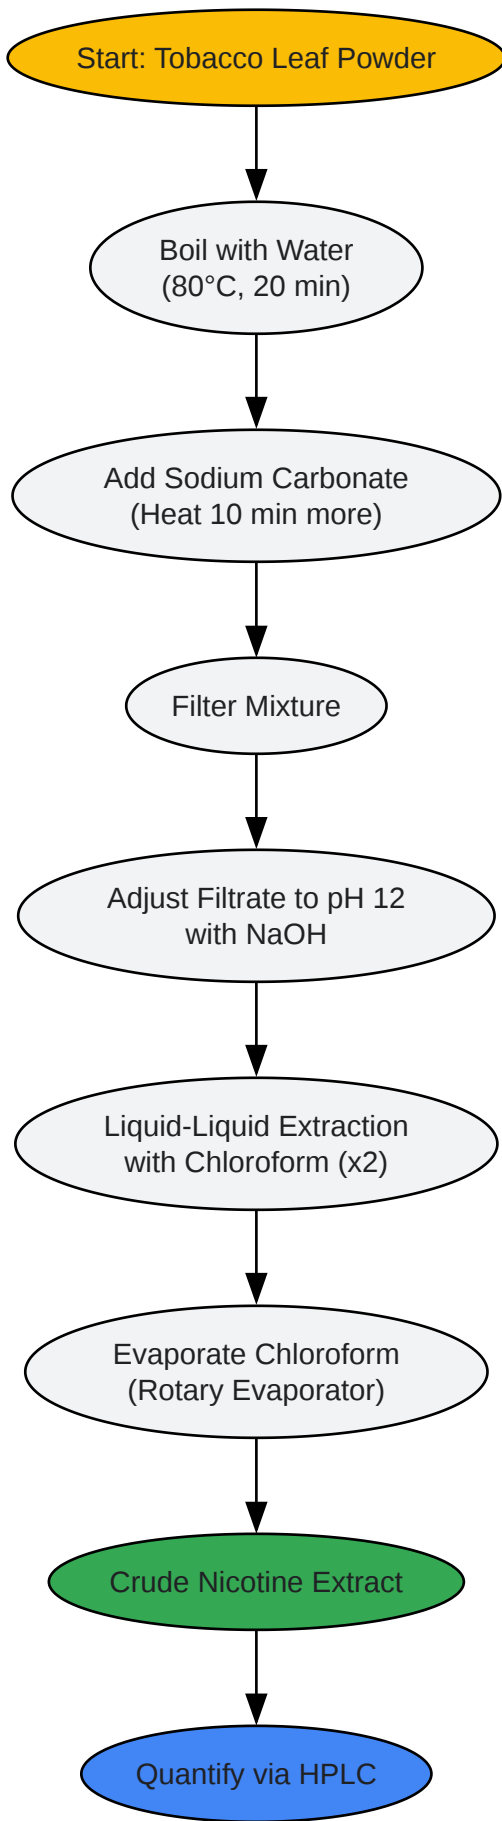 Start: Tobacco Leaf Powder
Boil with Water
(80°C, 20 min)
Add Sodium Carbonate
(Heat 10 min more)
Filter Mixture
Adjust Filtrate to pH 12
with NaOH
Liquid-Liquid Extraction
with Chloroform (x2)
Evaporate Chloroform
(Rotary Evaporator)
Crude Nicotine Extract
Quantify via HPLC